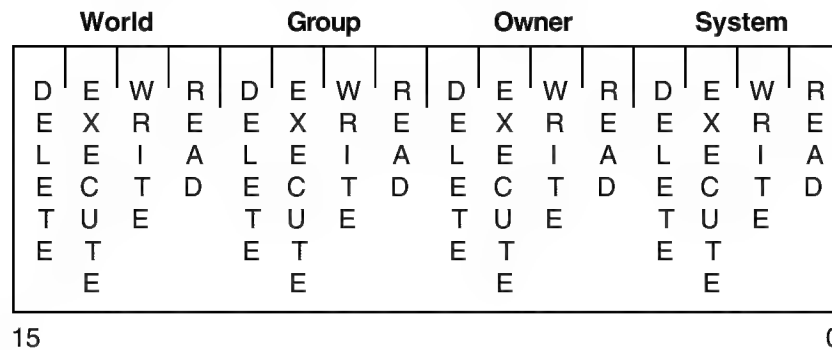 World Group Owner System
DELETE EXECUTE WRITE READ DELETE EXECUTE WRITE READ DELETE EXECUTE WRITE READ DELETE EXECUTE WRITE READ
15 0